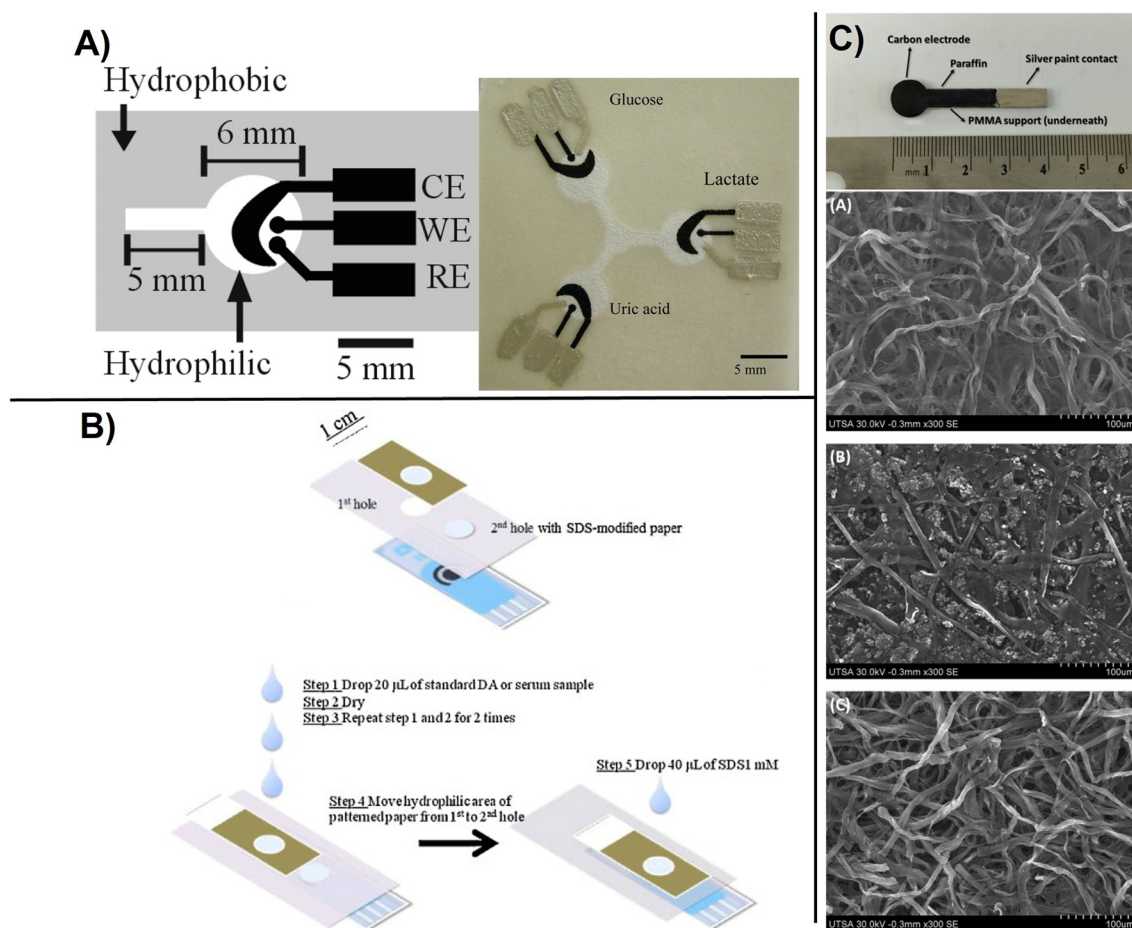 A)
Hydrophobic
6 mm
CE
WE
RE
5 mm
Hydrophilic
5 mm
Glucose
Lactate
Uric acid
5 mm
B)
1 cm
1st hole
2nd hole with SDS-modified paper
Step 1 Drop 20 µL of standard DA or serum sample
Step 2 Dry
Step 3 Repeat step 1 and 2 for 2 times
Step 4 Move hydrophilic area of
patterned paper from 1st to 2nd hole
Step 5 Drop 40 µL of SDS1 mM
C)
Carbon electrode
Paraffin
Silver paint contact
PMMA support (underneath)
mm 1 2 3 4 5 6
(A)
UTSA 30.0kV -0.3mm x300 SE
100um
(B)
UTSA 30.0kV -0.3mm x300 SE
100um
(C)
UTSA 30.0kV -0.3mm x300 SE
100um